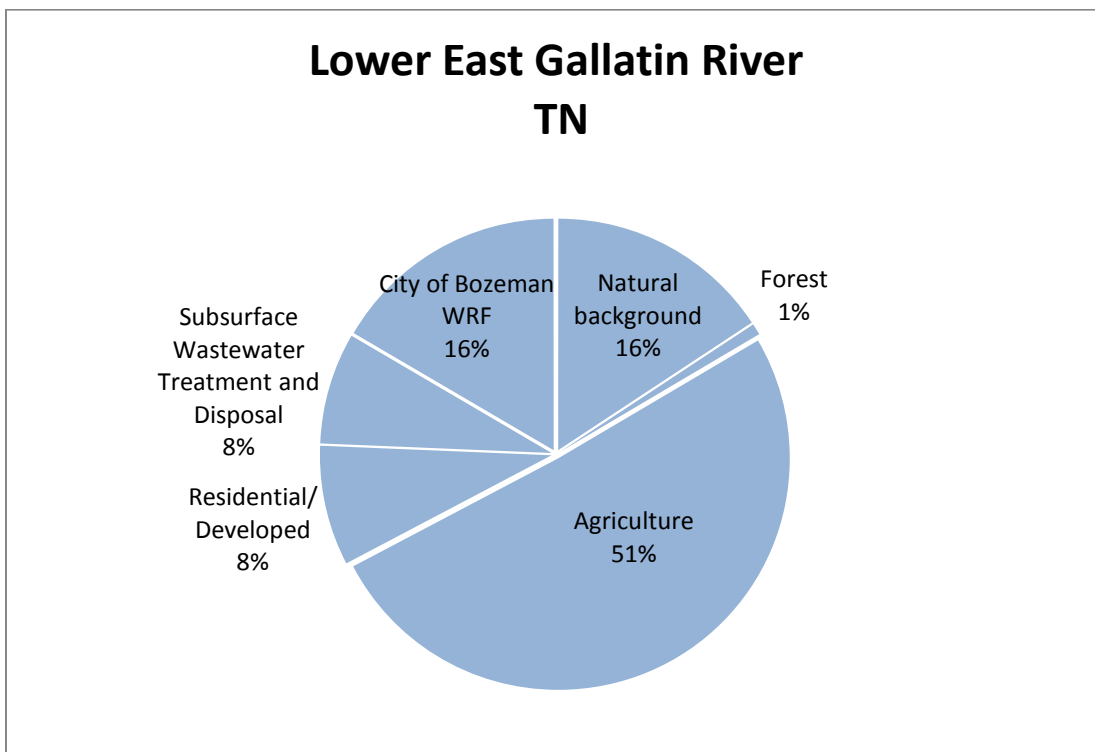 Lower East Gallatin River
TN
Natural
background
16%
Forest
1%
Agriculture
51%
Residential/
Developed
8%
Subsurface
Wastewater
Treatment and
Disposal
8%
City of Bozeman
WRF
16%